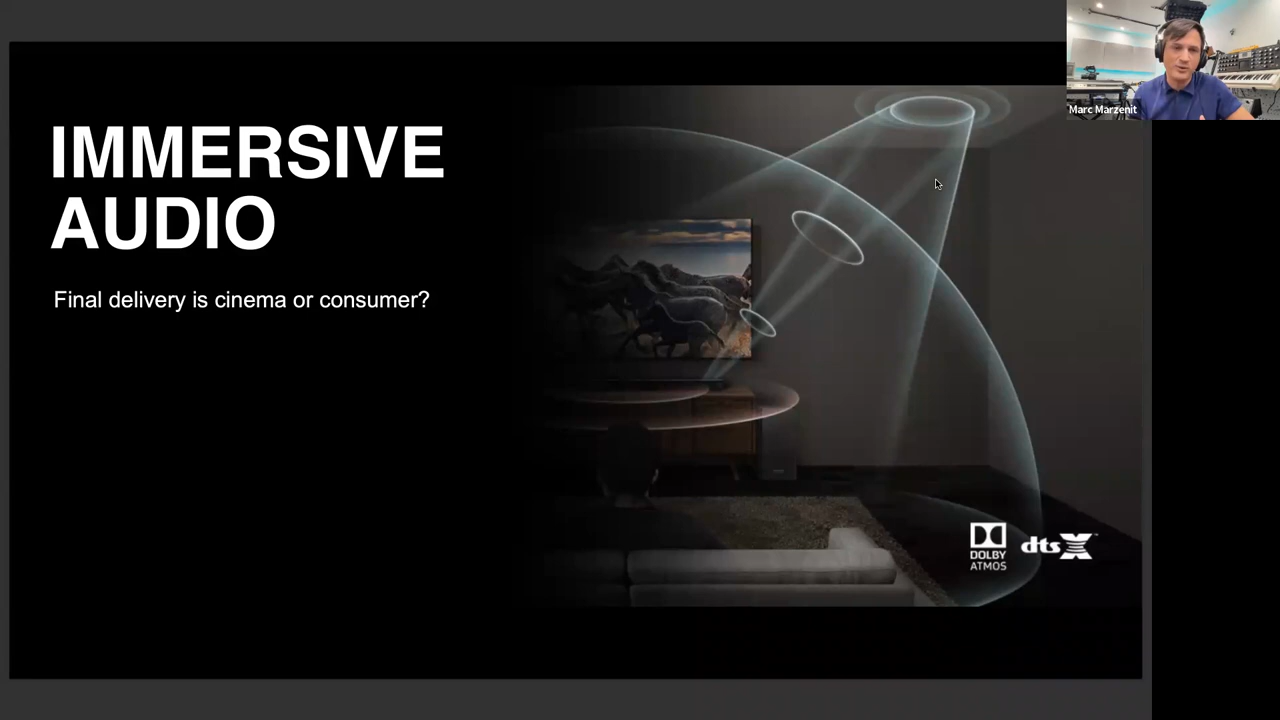 IMMERSIVE
AUDIO
Final delivery is cinema or consumer?
Marc Marzenit
DOLBY
ATMOS
dts X